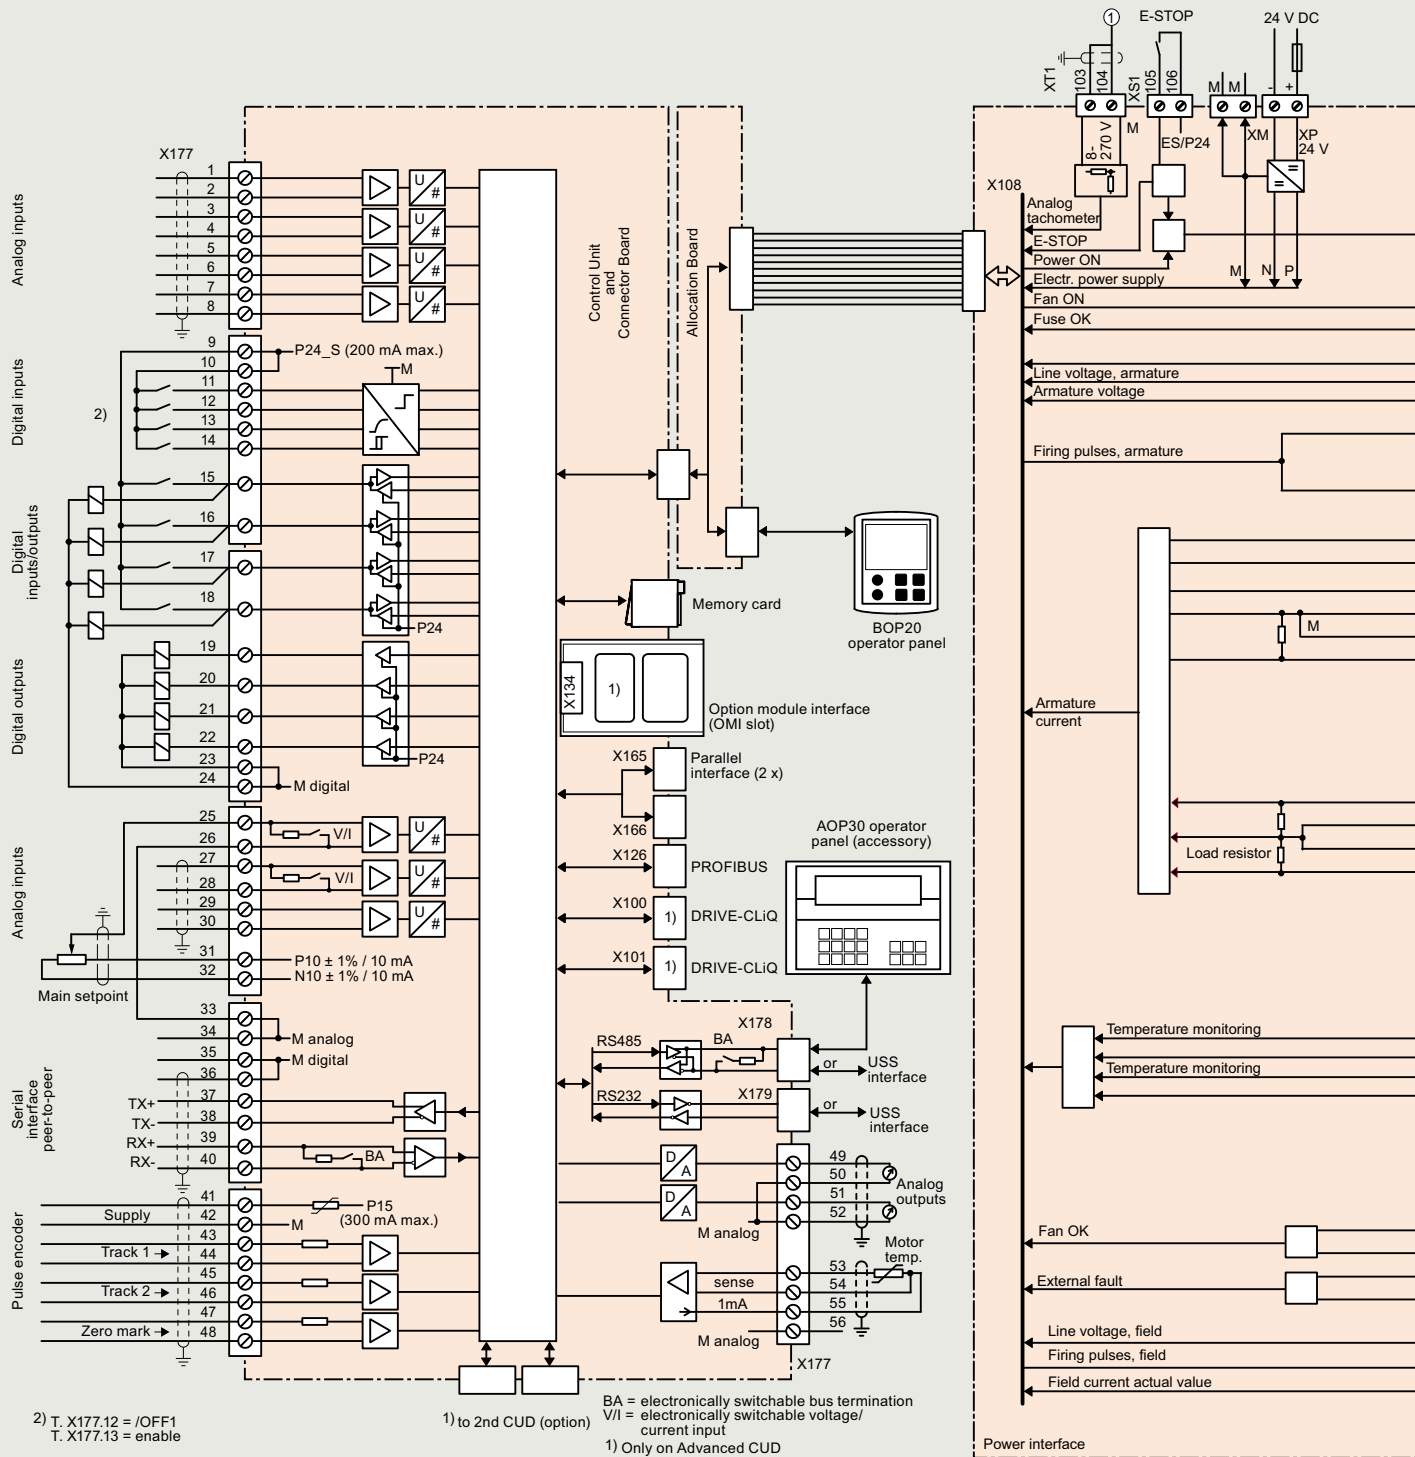 1
E-STOP
24 V DC
XT1
103
104
XS1
105
106
M
M
-
+
M
8-
270 V
ES/P24
XM
XP
24 V
=
=
X108
Analog
tachometer
E-STOP
Power ON
Electr. power supply
M
N
P
Fan ON
Fuse OK
Line voltage, armature
Armature voltage
Firing pulses, armature
M
Armature
current
Load resistor
Temperature monitoring
Temperature monitoring
Fan OK
External fault
Line voltage, field
Firing pulses, field
Field current actual value
Power interface
X177
Analog inputs
1
2
3
4
5
6
7
8
U
#
U
#
U
#
U
#
Control Unit
and
Connector Board
Allocation Board
Digital inputs
2)
9
10
11
12
13
14
P24_S (200 mA max.)
M
Digital
inputs/outputs
15
16
17
18
P24
Digital outputs
19
20
21
22
23
24
P24
M digital
Memory card
BOP20
operator panel
X134
1)
Option module interface
(OMI slot)
X165
Parallel
interface (2 x)
X166
AOP30 operator
panel (accessory)
X126
PROFIBUS
X100
1)
DRIVE-CLiQ
X101
1)
DRIVE-CLiQ
Analog inputs
25
26
27
28
29
30
31
32
V/I
V/I
U
#
U
#
U
#
P10 ± 1% / 10 mA
N10 ± 1% / 10 mA
Main setpoint
33
34
35
36
37
38
39
40
M analog
M digital
Serial
interface
peer-to-peer
TX+
TX-
RX+
RX-
BA
X178
RS485
BA
or
USS
interface
RS232
X179
or
USS
interface
Pulse encoder
41
42
43
44
45
46
47
48
Supply
Track 1
Track 2
Zero mark
P15
(300 mA max.)
M
D
A
D
A
M analog
49
50
51
52
Analog
outputs
Motor
temp.
sense
1mA
M analog
53
54
55
56
X177
2) T. X177.12 = /OFF1
T. X177.13 = enable
1) to 2nd CUD (option)
BA = electronically switchable bus termination
V/I = electronically switchable voltage/
current input
1) Only on Advanced CUD